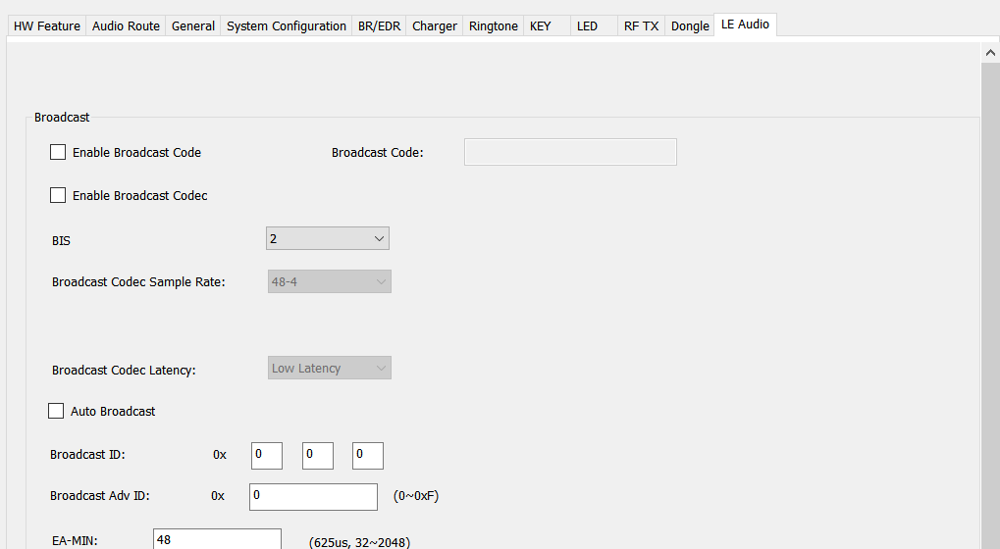 HW Feature Audio Route General System Configuration BR/EDR Charger Ringtone KEY LED RF TX Dongle LE Audio
Broadcast
Enable Broadcast Code Broadcast Code:
Enable Broadcast Codec
BIS 2
Broadcast Codec Sample Rate: 48-4
Broadcast Codec Latency: Low Latency
Auto Broadcast
Broadcast ID: 0x 0 0 0
Broadcast Adv ID: 0x 0 (0~0xF)
EA-MIN: 48 (625us, 32~2048)